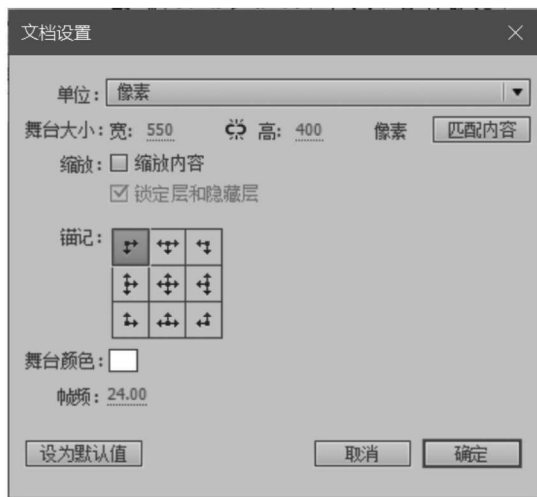 文档设置
单位: 像素
舞台大小: 宽: 550 高: 400 像素 匹配内容
缩放: 缩放内容
锁定层和隐藏层
锚记:
舞台颜色:
帧频: 24.00
设为默认值 取消 确定